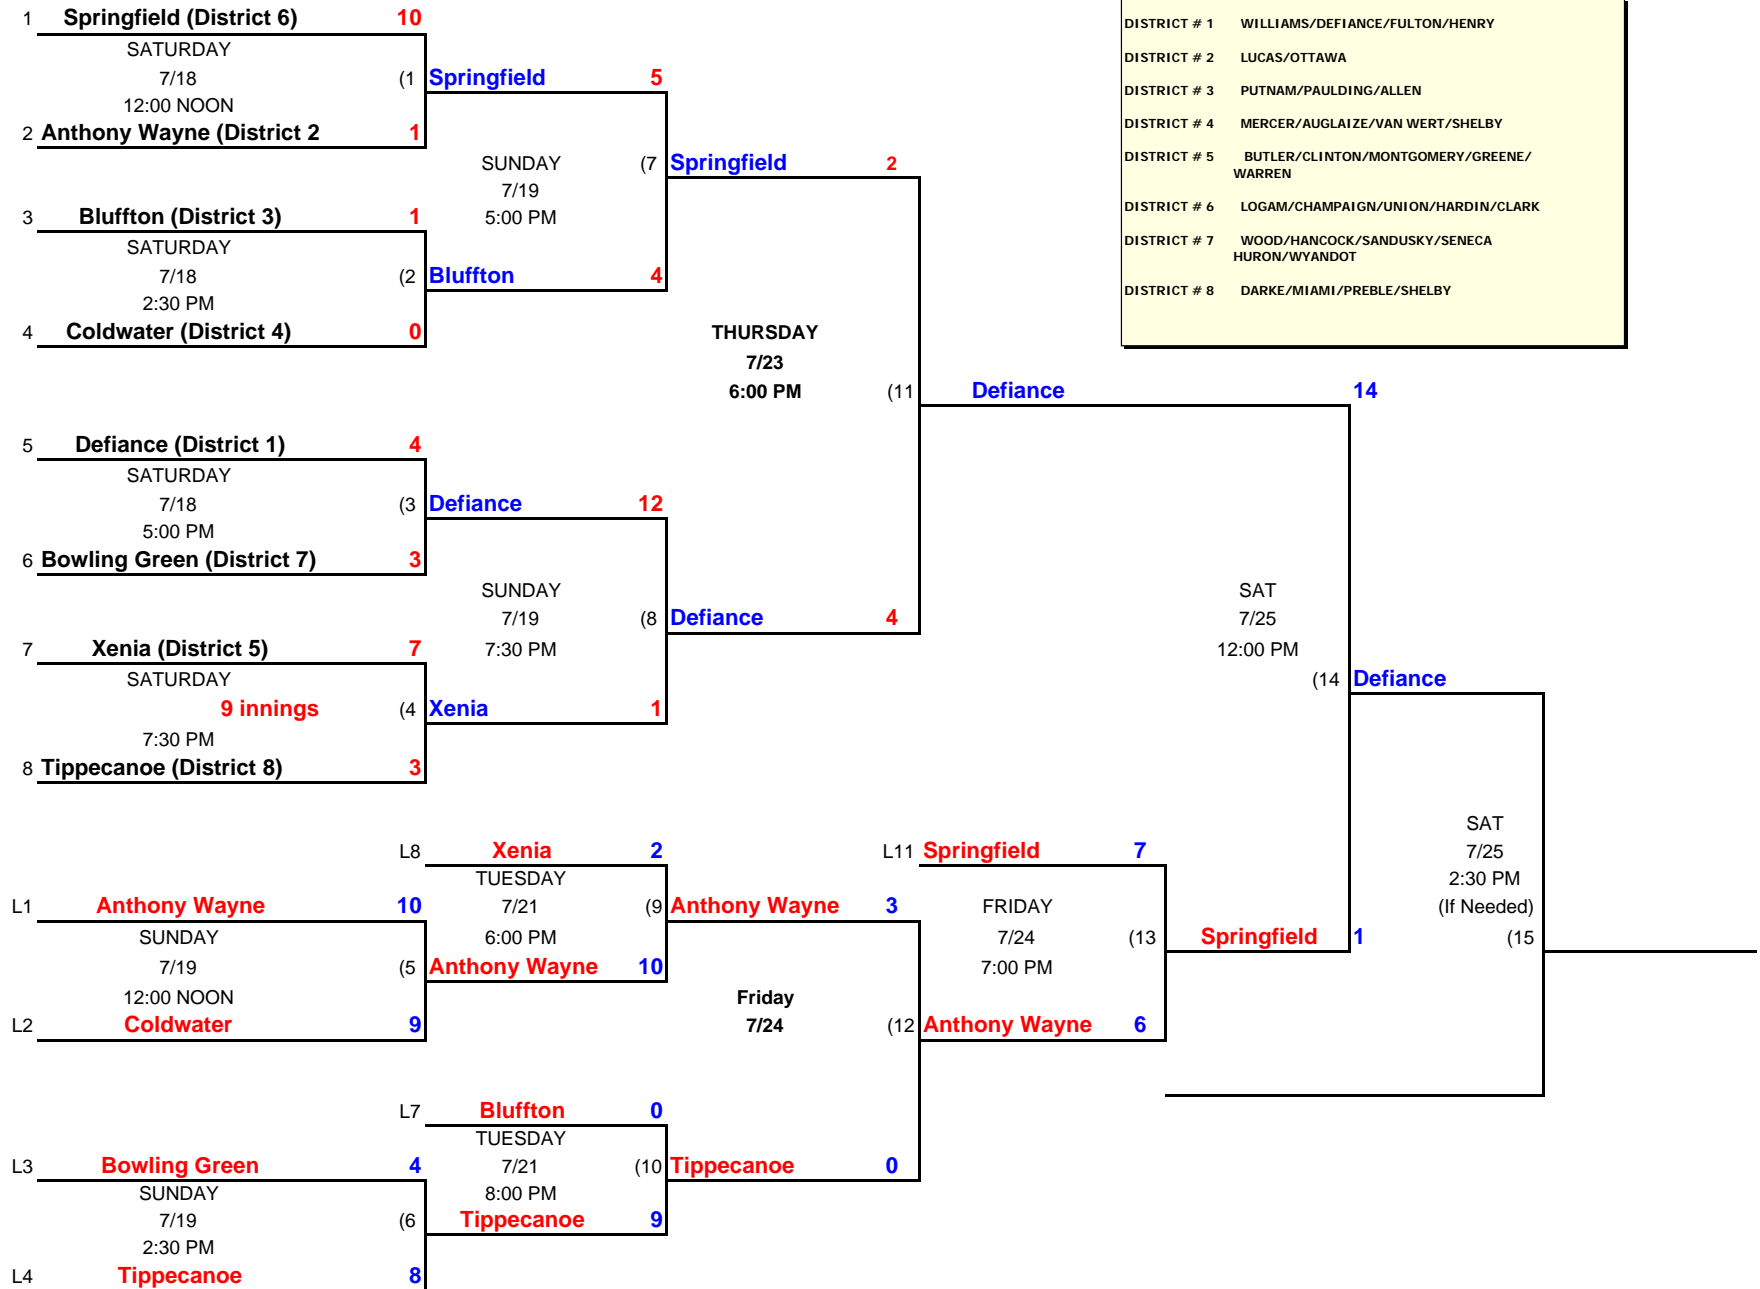 1 Springfield (District 6) 10
SATURDAY
7/18 (1
12:00 NOON
2 Anthony Wayne (District 2 1
Springfield 5
SUNDAY (7
7/19
5:00 PM
3 Bluffton (District 3) 1
SATURDAY
7/18 (2
2:30 PM
4 Coldwater (District 4) 0
Bluffton 4
Springfield 2
THURSDAY
7/23
6:00 PM (11
5 Defiance (District 1) 4
SATURDAY
7/18 (3
5:00 PM
6 Bowling Green (District 7) 3
Defiance 12
SUNDAY
7/19 (8
7:30 PM
7 Xenia (District 5) 7
SATURDAY
9 innings (4
7:30 PM
8 Tippecanoe (District 8) 3
Xenia 1
Defiance 4
Defiance 14
SAT
7/25
12:00 PM
(14 Defiance
DISTRICT # 1 WILLIAMS/DEFIANCE/FULTON/HENRY
DISTRICT # 2 LUCAS/OTTAWA
DISTRICT # 3 PUTNAM/PAULDING/ALLEN
DISTRICT # 4 MERCER/AUGLAIZE/VAN WERT/SHELBY
DISTRICT # 5 BUTLER/CLINTON/MONTGOMERY/GREENE/
WARREN
DISTRICT # 6 LOGAM/CHAMPAIGN/UNION/HARDIN/CLARK
DISTRICT # 7 WOOD/HANCOCK/SANDUSKY/SENECA
HURON/WYANDOT
DISTRICT # 8 DARKE/MIAMI/PREBLE/SHELBY
L8 Xenia 2
TUESDAY
7/21 (9
6:00 PM
Anthony Wayne 10
L1 Anthony Wayne 10
SUNDAY
7/19 (5
12:00 NOON
L2 Coldwater 9
Anthony Wayne 3
Friday
7/24 (12
L7 Bluffton 0
TUESDAY
7/21 (10
8:00 PM
Tippecanoe 9
L3 Bowling Green 4
SUNDAY
7/19 (6
2:30 PM
L4 Tippecanoe 8
Tippecanoe 0
L11 Springfield 7
FRIDAY
7/24 (13
7:00 PM
Anthony Wayne 6
Springfield 1
SAT
7/25
2:30 PM
(If Needed)
(15